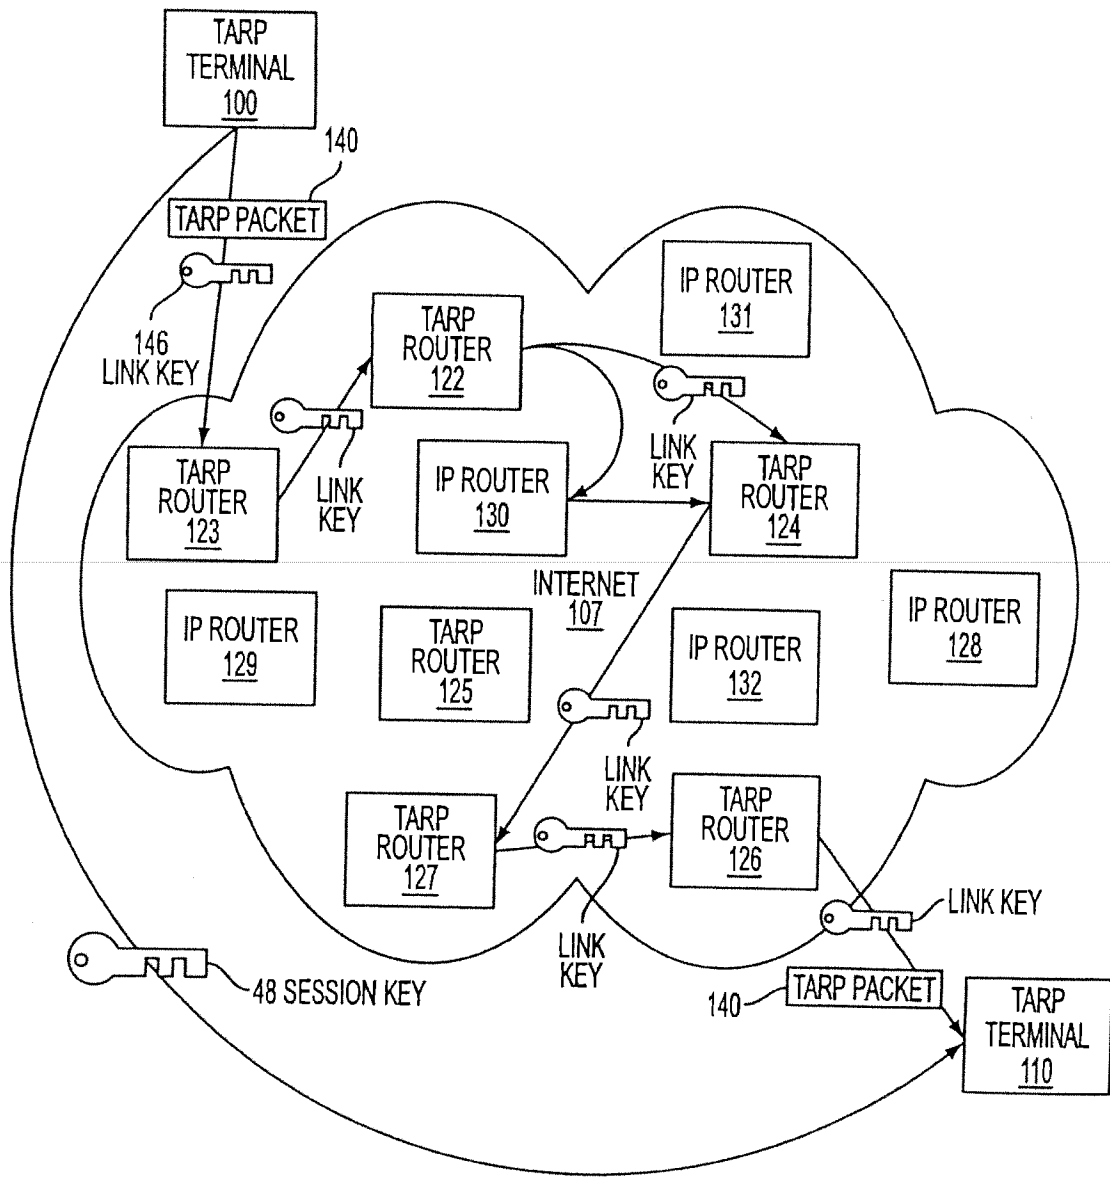 TARP
TERMINAL
100
140
TARP PACKET
146
LINK KEY
IP ROUTER
131
TARP
ROUTER
122
LINK
KEY
LINK
KEY
TARP
ROUTER
123
IP ROUTER
130
TARP
ROUTER
124
INTERNET
107
IP ROUTER
129
TARP
ROUTER
125
IP ROUTER
132
IP ROUTER
128
LINK
KEY
TARP
ROUTER
127
TARP
ROUTER
126
LINK
KEY
LINK KEY
48 SESSION KEY
140
TARP PACKET
TARP
TERMINAL
110